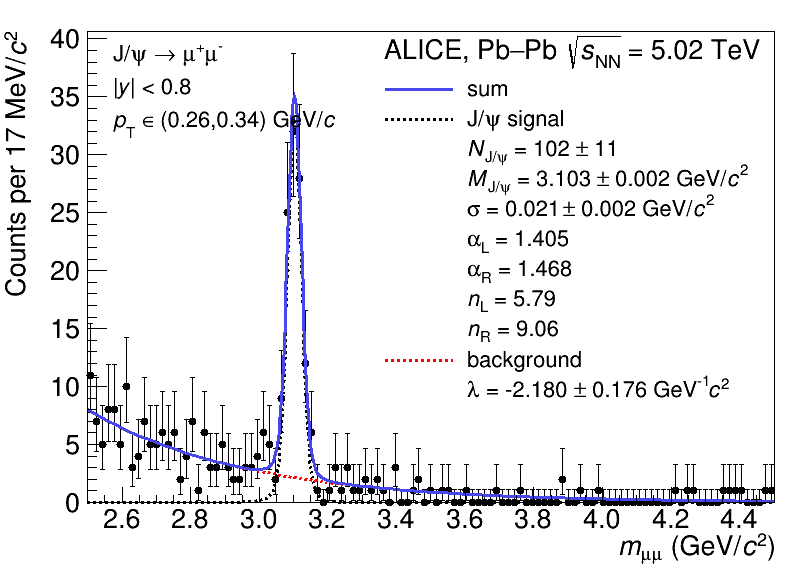 40
35
30
25
20
15
10
5
0
Counts per 17 MeV/c²
J/ψ → μ⁺μ⁻
|y| < 0.8
p_T ∈ (0.26,0.34) GeV/c
ALICE, Pb–Pb √s_NN = 5.02 TeV
sum
J/ψ signal
N_J/ψ = 102 ± 11
M_J/ψ = 3.103 ± 0.002 GeV/c²
σ = 0.021 ± 0.002 GeV/c²
α_L = 1.405
α_R = 1.468
n_L = 5.79
n_R = 9.06
background
λ = -2.180 ± 0.176 GeV⁻¹c²
2.6 2.8 3.0 3.2 3.4 3.6 3.8 4.0 4.2 4.4
m_μμ (GeV/c²)